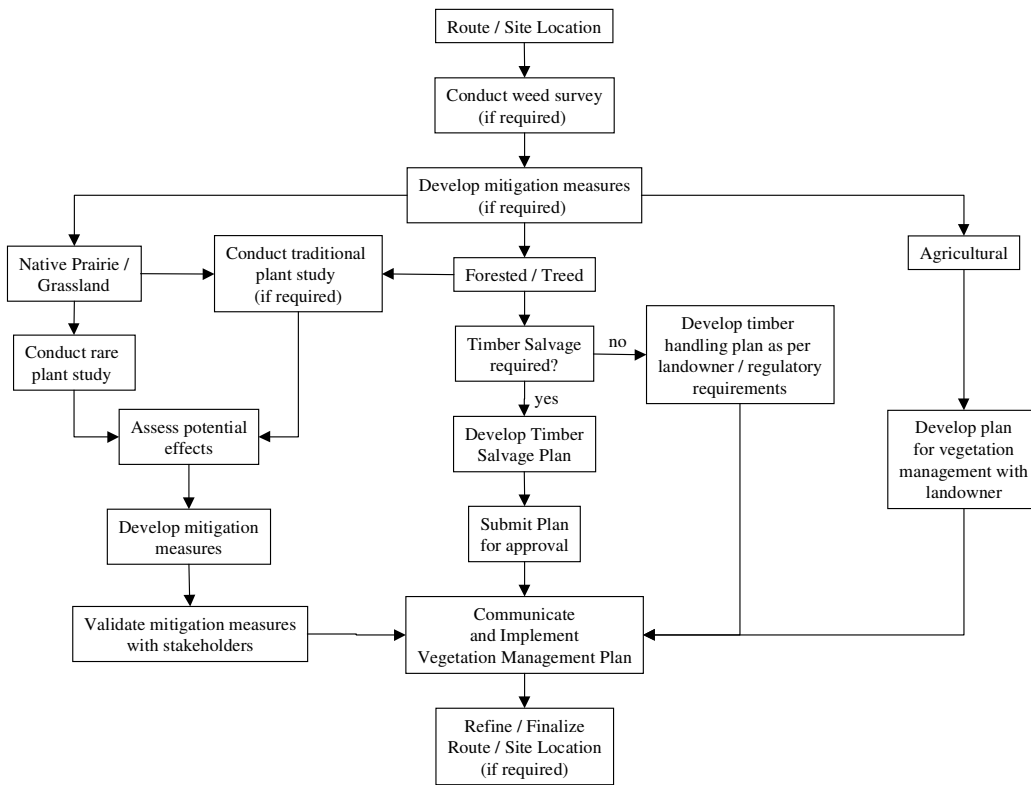 Route / Site Location
Conduct weed survey
(if required)
Develop mitigation measures
(if required)
Native Prairie /
Grassland
Conduct traditional
plant study
(if required)
Forested / Treed
Agricultural
Conduct rare
plant study
Timber Salvage
required?
no
Develop timber
handling plan as per
landowner / regulatory
requirements
yes
Assess potential
effects
Develop Timber
Salvage Plan
Develop plan
for vegetation
management with
landowner
Develop mitigation
measures
Submit Plan
for approval
Validate mitigation measures
with stakeholders
Communicate
and Implement
Vegetation Management Plan
Refine / Finalize
Route / Site Location
(if required)